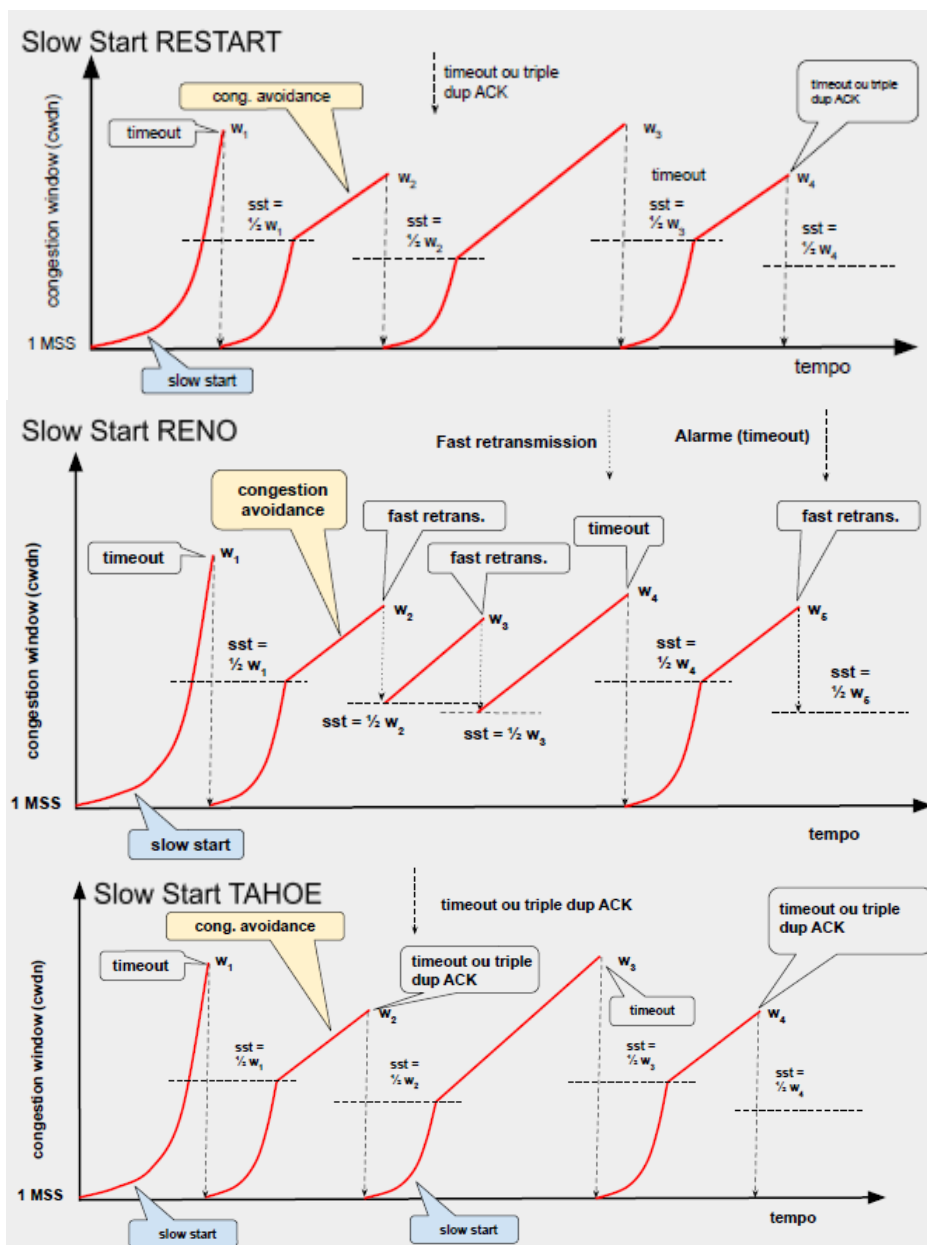 Slow Start RESTART
timeout ou triple
dup ACK
timeout ou triple
dup ACK
cong. avoidance
timeout
w1
w2
w3
timeout
w4
sst =
½ w1
sst =
½ w2
sst =
½ w3
sst =
½ w4
congestion window (cwdn)
1 MSS
slow start
tempo
Slow Start RENO
Fast retransmission
Alarme (timeout)
congestion
avoidance
fast retrans.
timeout
fast retrans.
timeout
w1
fast retrans.
w2
w3
w4
w5
sst =
½ w1
sst = ½ w2
sst = ½ w3
sst =
½ w4
sst =
½ w5
congestion window (cwdn)
1 MSS
slow start
tempo
Slow Start TAHOE
timeout ou triple dup ACK
timeout ou triple
dup ACK
cong. avoidance
timeout
w1
timeout ou triple
dup ACK
w2
w3
timeout
w4
sst =
½ w1
sst =
½ w2
sst =
½ w3
sst =
½ w4
congestion window (cwdn)
1 MSS
slow start
slow start
tempo